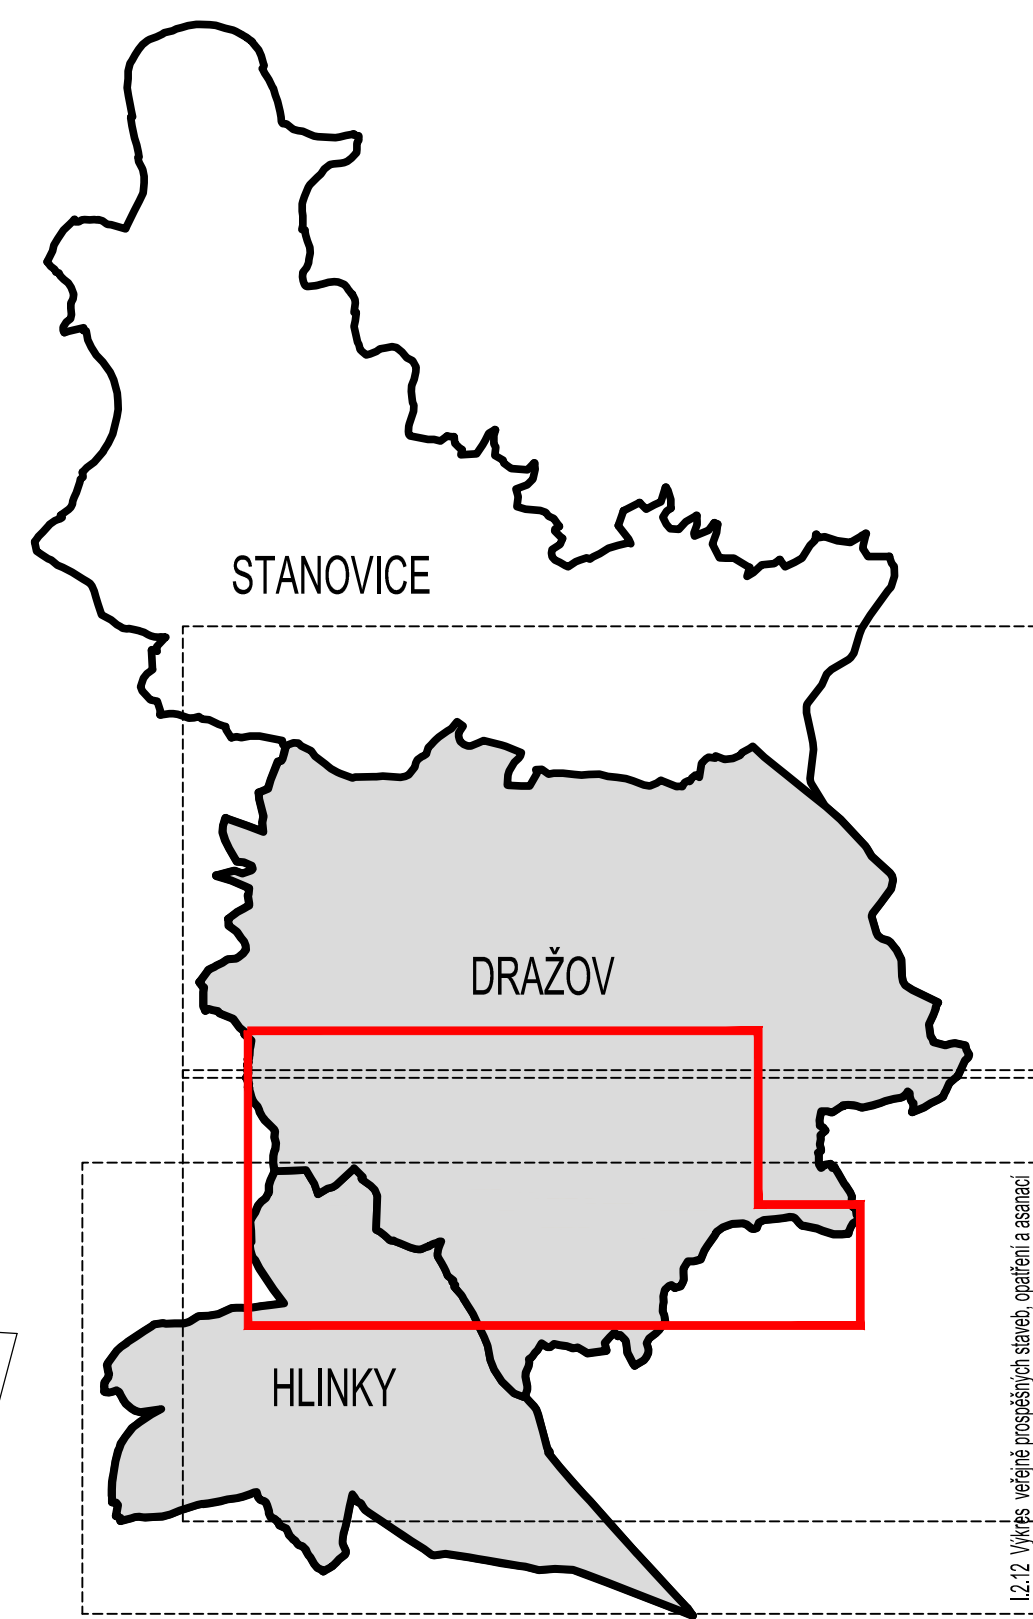 STANOVICE
DRAŽOV
HLINKY
I.2.12 Výkres veřejně prospěšných staveb, opatření a asanací